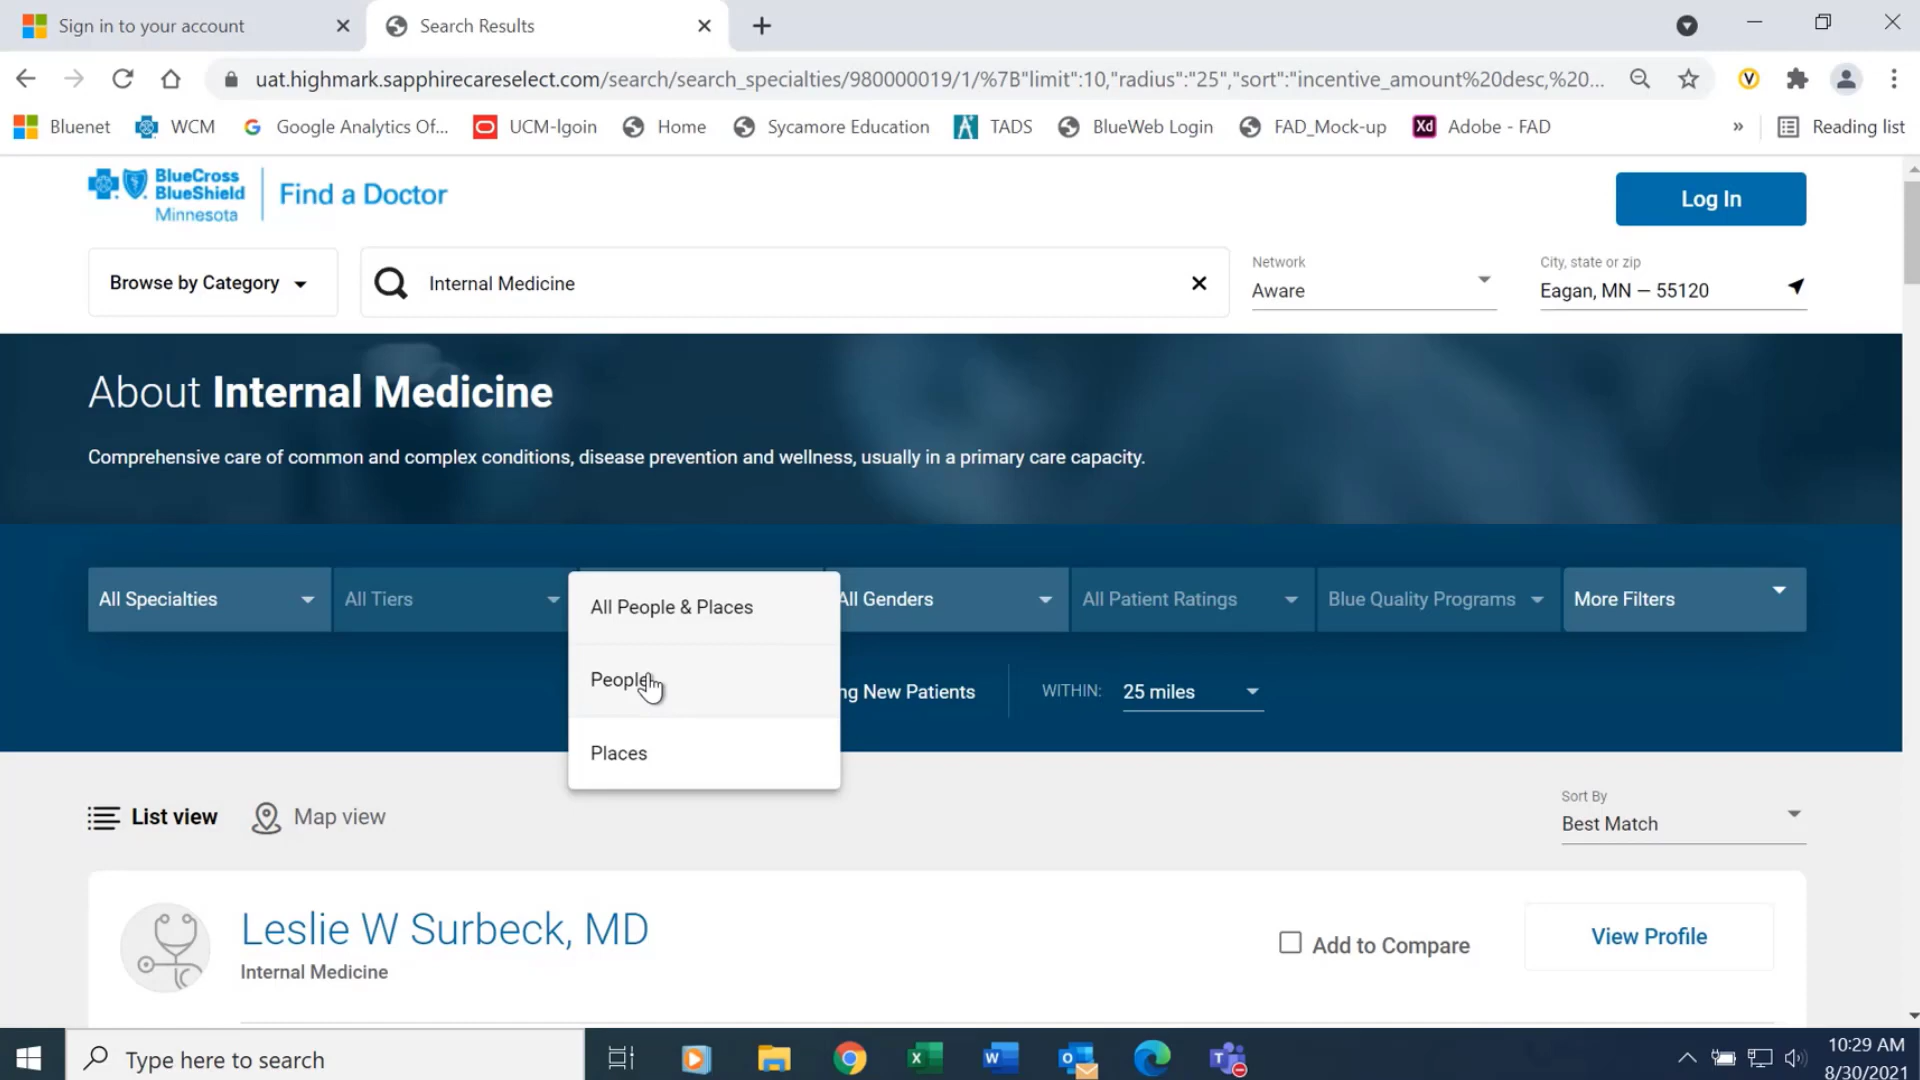 Sign in to your account
Search Results
uat.highmark.sapphirecareselect.com/search/search_specialties/980000019/1/%7B"limit":10,"radius":"25","sort":"incentive_amount%20desc,%20...
Bluenet
WCM
Google Analytics Of...
UCM-lgoin
Home
Sycamore Education
TADS
BlueWeb Login
FAD_Mock-up
Xd
Adobe - FAD
»
Reading list
BlueCross
BlueShield
Minnesota
Find a Doctor
Log In
Browse by Category
Internal Medicine
Network
Aware
City, state or zip
Eagan, MN — 55120
About Internal Medicine
Comprehensive care of common and complex conditions, disease prevention and wellness, usually in a primary care capacity.
All Specialties
All Tiers
All People & Places
People
Places
All Genders
All Patient Ratings
Blue Quality Programs
More Filters
ng New Patients
WITHIN:
25 miles
List view
Map view
Sort By
Best Match
Leslie W Surbeck, MD
Internal Medicine
Add to Compare
View Profile
Type here to search
10:29 AM
8/30/2021